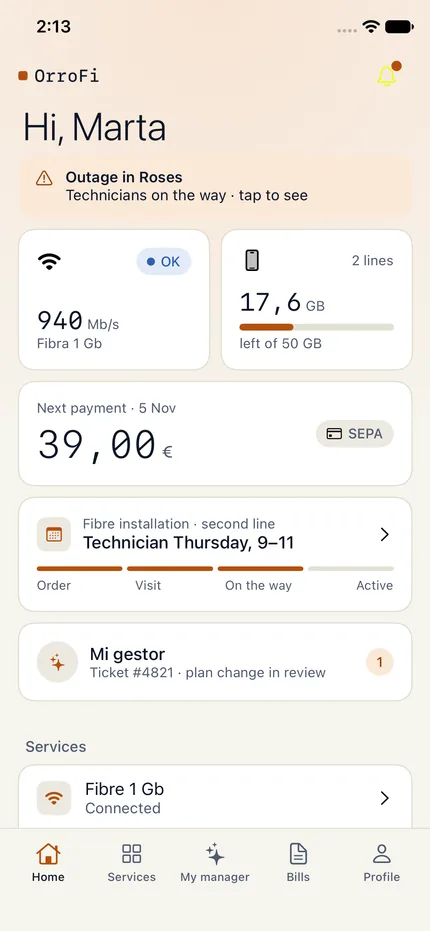 2:13
OrroFi
Hi, Marta
Outage in Roses
Technicians on the way · tap to see
OK
940 Mb/s
Fibra 1 Gb
2 lines
17,6 GB
left of 50 GB
Next payment · 5 Nov
39,00 €
SEPA
Fibre installation · second line
Technician Thursday, 9–11
Order Visit On the way Active
Mi gestor
Ticket #4821 · plan change in review
1
Services
Fibre 1 Gb
Connected
Home Services My manager Bills Profile